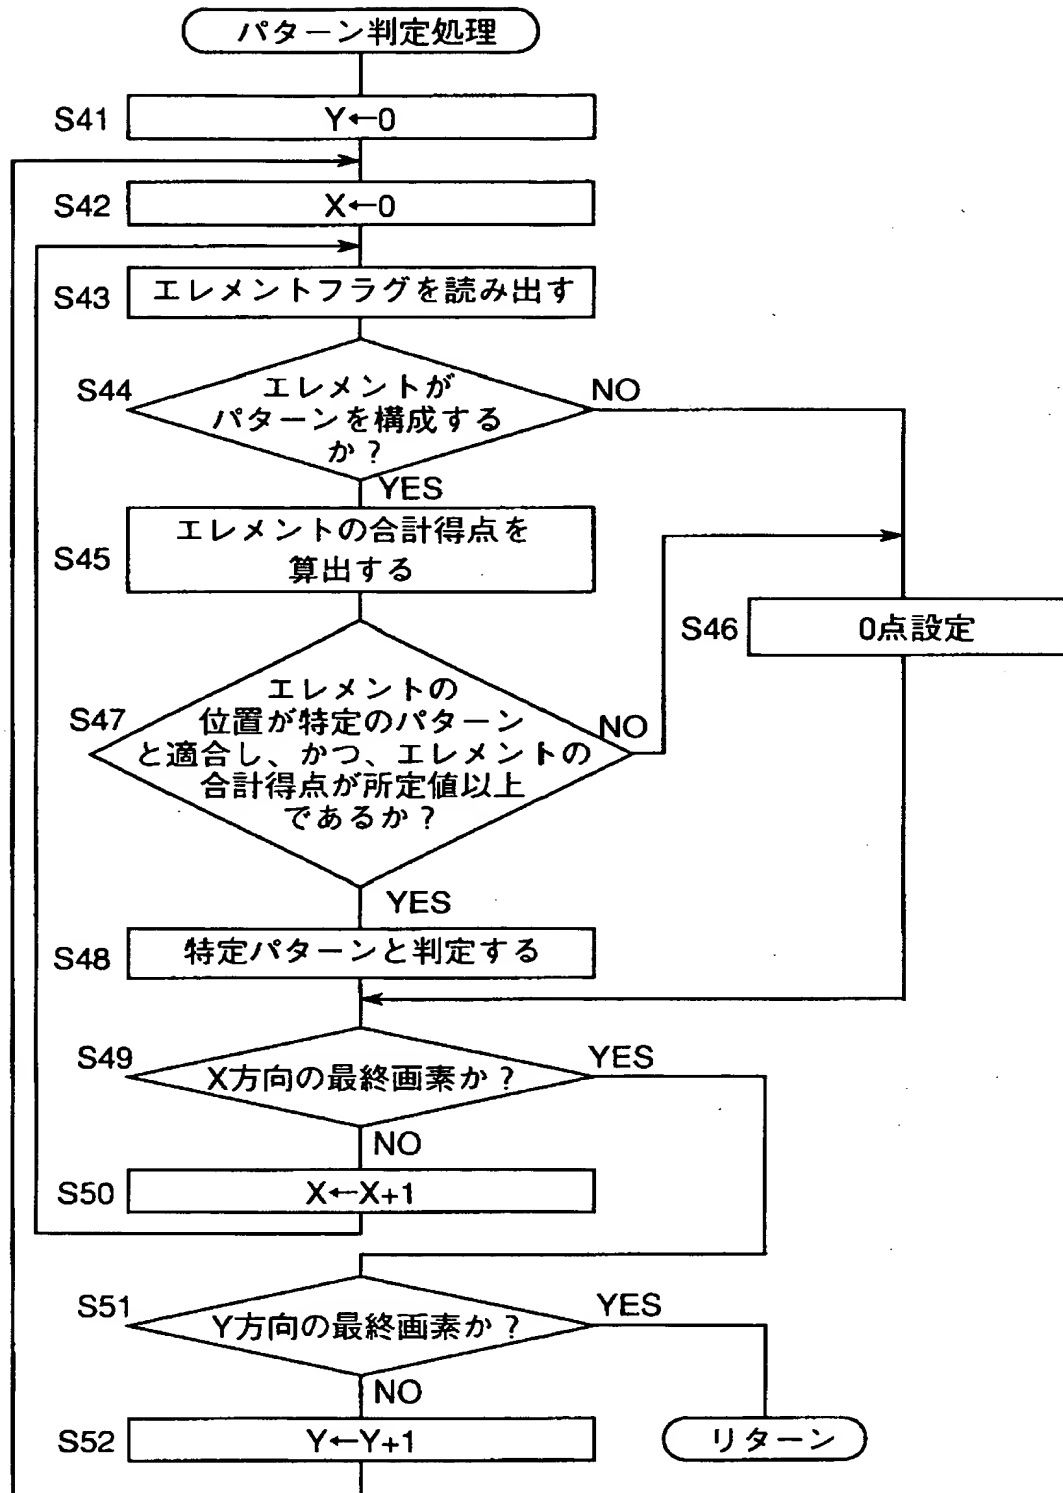 パターン判定処理
S41
Y←0
S42
X←0
S43
エレメントフラグを読み出す
S44
エレメントが
パターンを構成する
か？
NO
YES
S45
エレメントの合計得点を
算出する
S46
0点設定
S47
エレメントの
位置が特定のパターン
と適合し、かつ、エレメントの
合計得点が所定値以上
であるか？
NO
YES
S48
特定パターンと判定する
S49
X方向の最終画素か？
YES
NO
S50
X←X+1
S51
Y方向の最終画素か？
YES
NO
S52
Y←Y+1
リターン